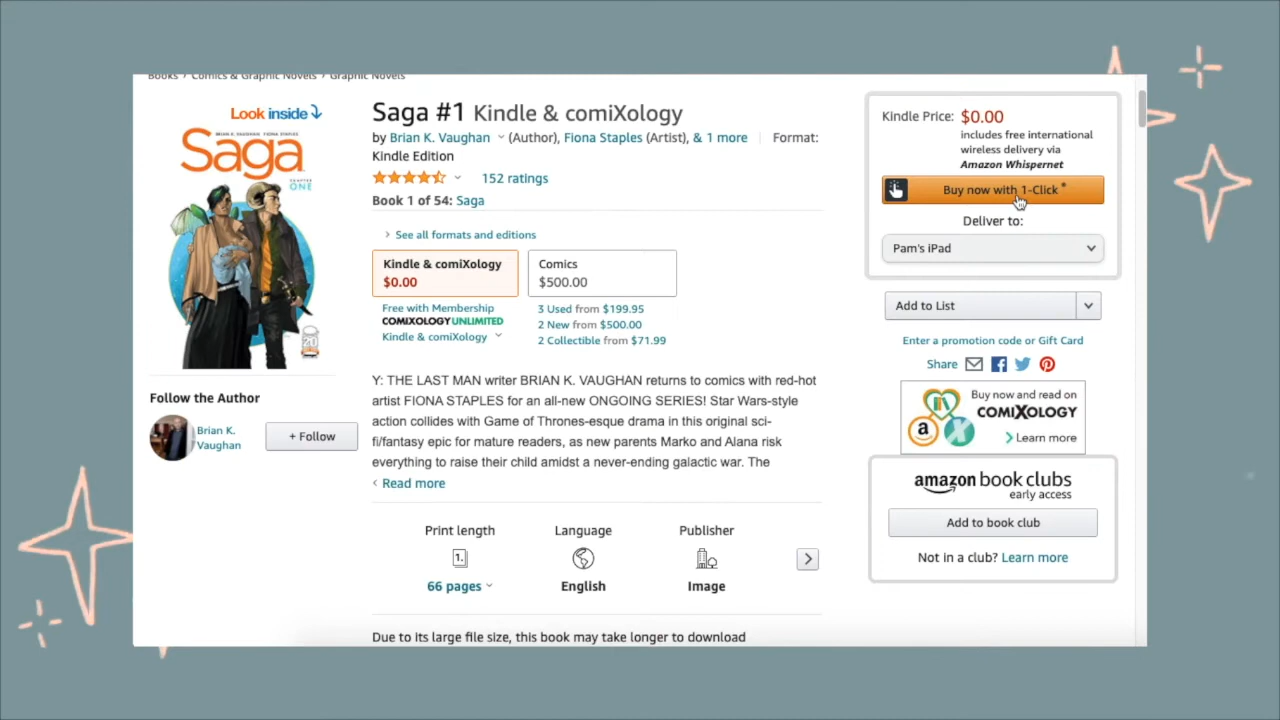 Books › Comics & Graphic Novels › Graphic Novels
Look inside
BRIAN K. VAUGHAN FIONA STAPLES
Saga
CHAPTER
ONE
20
Follow the Author
Brian K.
Vaughan
+ Follow
Saga #1 Kindle & comiXology
by Brian K. Vaughan (Author), Fiona Staples (Artist), & 1 more Format:
Kindle Edition
152 ratings
Book 1 of 54: Saga
See all formats and editions
Kindle & comiXology
$0.00
Free with Membership
COMIXOLOGY UNLIMITED
Kindle & comiXology
Comics
$500.00
3 Used from $199.95
2 New from $500.00
2 Collectible from $71.99
Y: THE LAST MAN writer BRIAN K. VAUGHAN returns to comics with red-hot
artist FIONA STAPLES for an all-new ONGOING SERIES! Star Wars-style
action collides with Game of Thrones-esque drama in this original sci-
fi/fantasy epic for mature readers, as new parents Marko and Alana risk
everything to raise their child amidst a never-ending galactic war. The
Read more
Print length
1.
66 pages
Language
English
Publisher
Image
Due to its large file size, this book may take longer to download
Kindle Price: $0.00
includes free international
wireless delivery via
Amazon Whispernet
Buy now with 1-Click *
Deliver to:
Pam's iPad
Add to List
Enter a promotion code or Gift Card
Share
Buy now and read on
COMIXOLOGY
Learn more
a
amazon book clubs
early access
Add to book club
Not in a club? Learn more